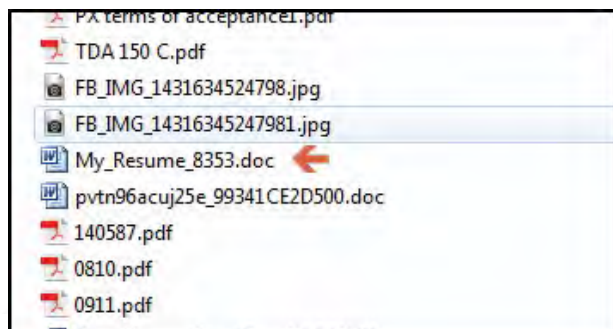 PX terms of acceptance1.pdf
TDA 150 C.pdf
FB_IMG_1431634524798.jpg
FB_IMG_14316345247981.jpg
My_Resume_8353.doc
pvtn96acuj25e_99341CE2D500.doc
140587.pdf
0810.pdf
0911.pdf